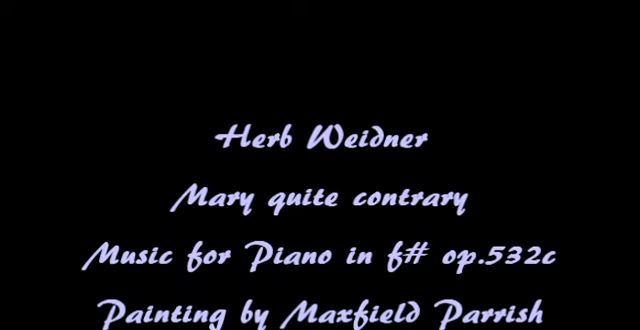 Herb Weidner
Mary quite contrary
Music for Piano in f# op.532c
Painting by Maxfield Parrish